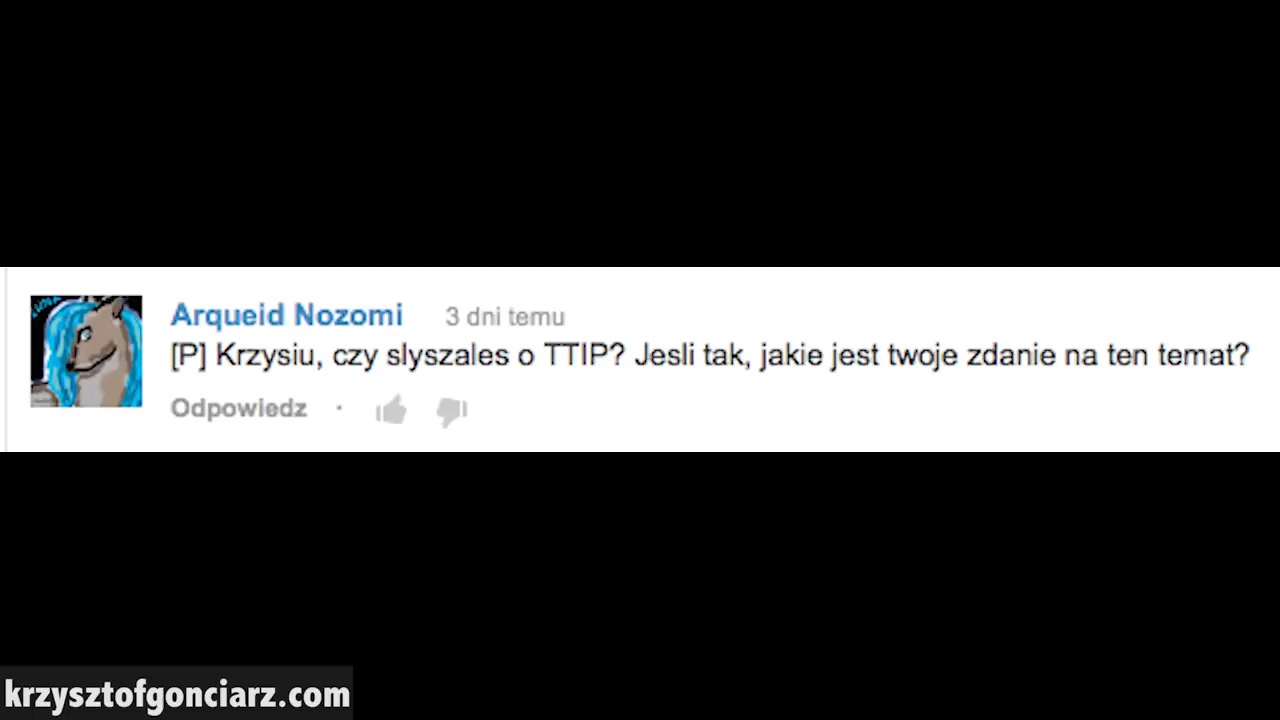 Arqueid Nozomi 3 dni temu
[P] Krzysiu, czy slyszales o TTIP? Jesli tak, jakie jest twoje zdanie na ten temat?
Odpowiedz ·
krzysztofgonciarz.com